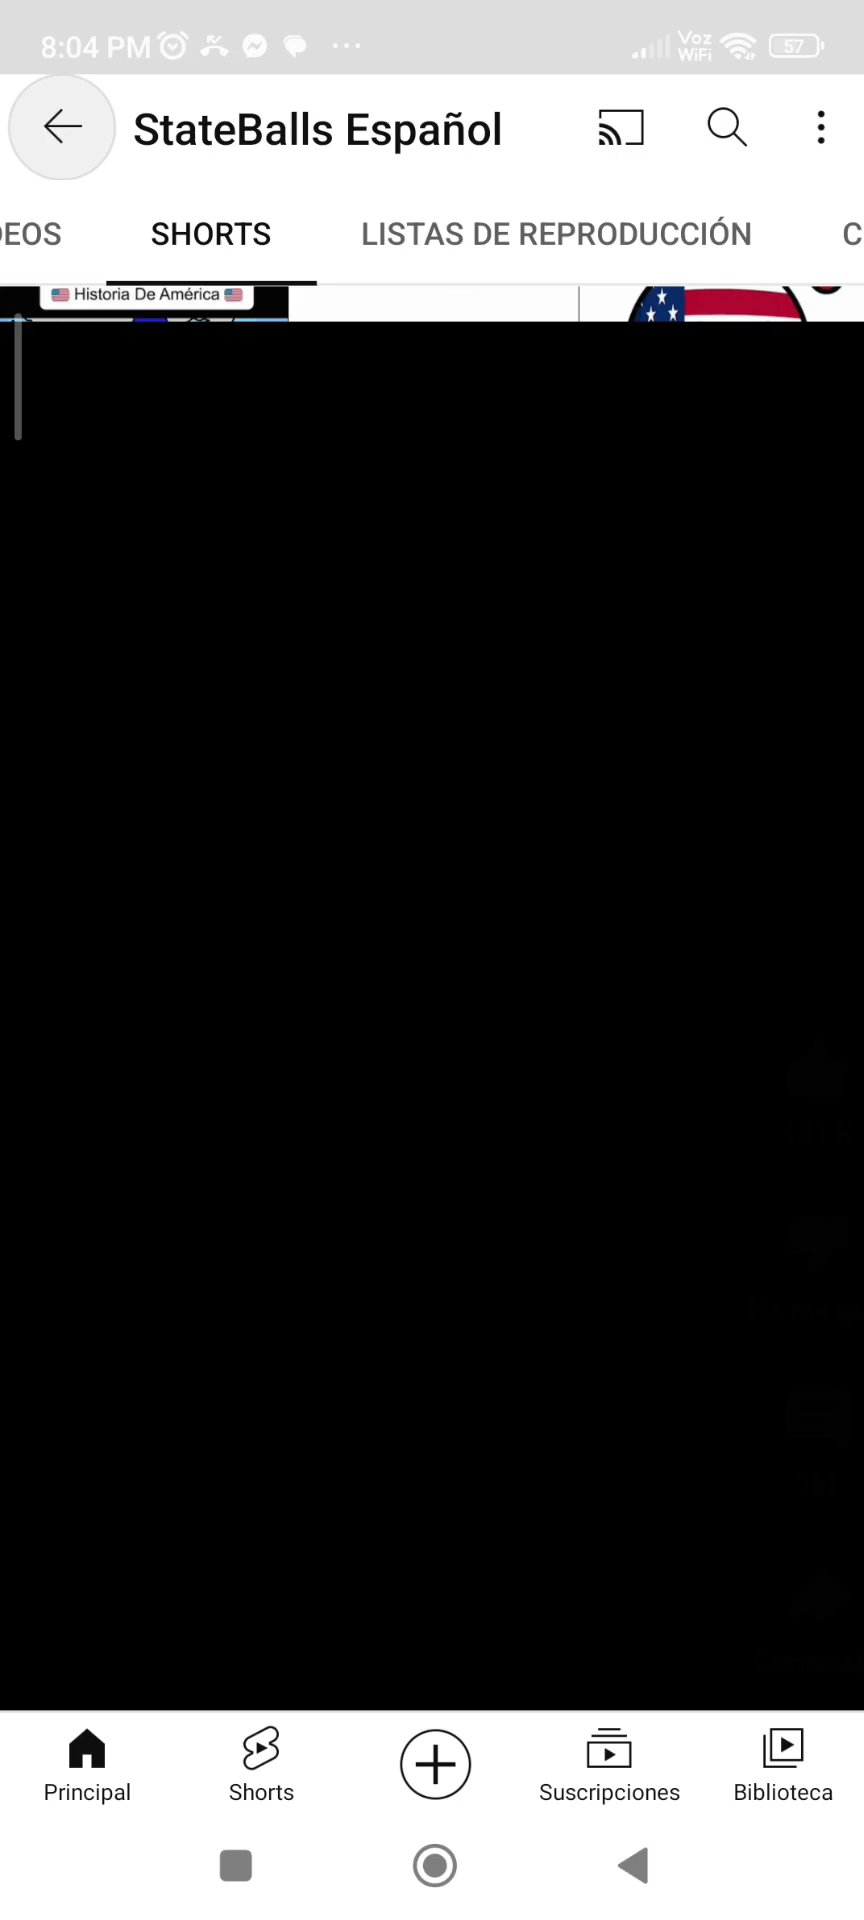 8:04 PM
Voz
WiFi
57
StateBalls Español
DEOS
SHORTS
LISTAS DE REPRODUCCIÓN
C
Historia De América
Principal
Shorts
Suscripciones
Biblioteca